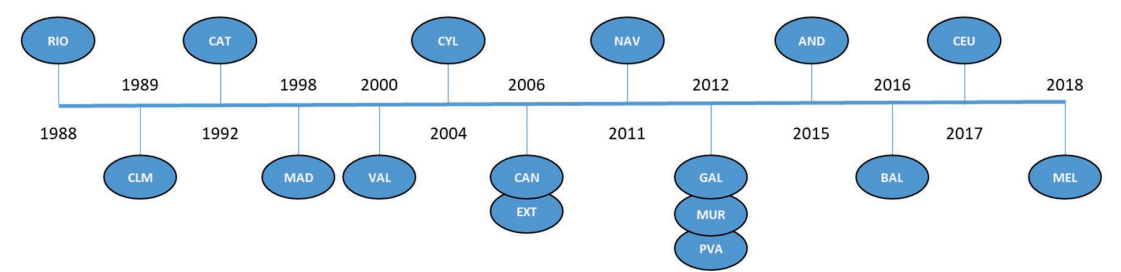 RIO CAT CYL NAV AND CEU
1989 1998 2000 2006 2012 2016 2018
1988 1992 2004 2011 2015 2017
CLM MAD VAL CAN GAL BAL MEL
EXT MUR
PVA